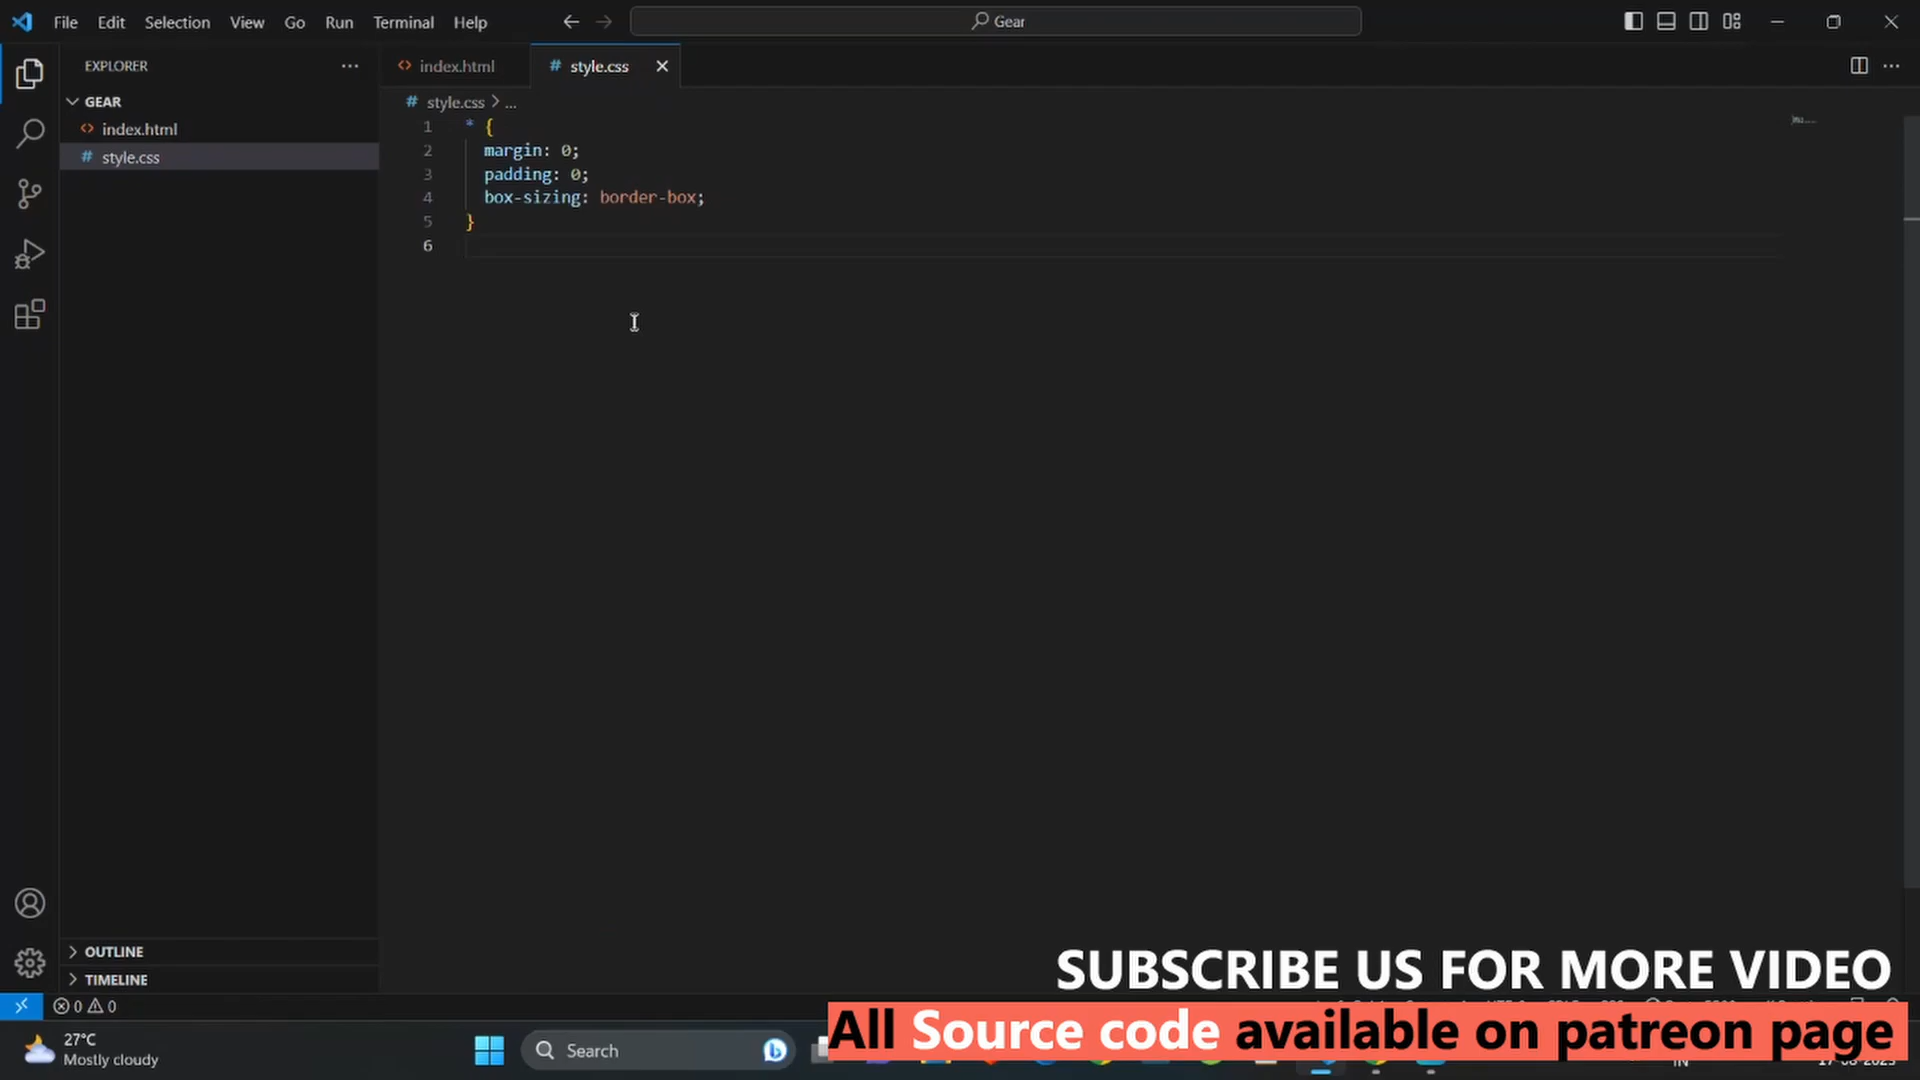 File Edit Selection View Go Run Terminal Help
Gear
EXPLORER
index.html
style.css
GEAR
index.html
style.css
style.css > ...
1 * {
2 margin: 0;
3 padding: 0;
4 box-sizing: border-box;
5 }
6
OUTLINE
TIMELINE
0 0
SUBSCRIBE US FOR MORE VIDEO
All Source code available on patreon page
27°C
Mostly cloudy
Search
IN